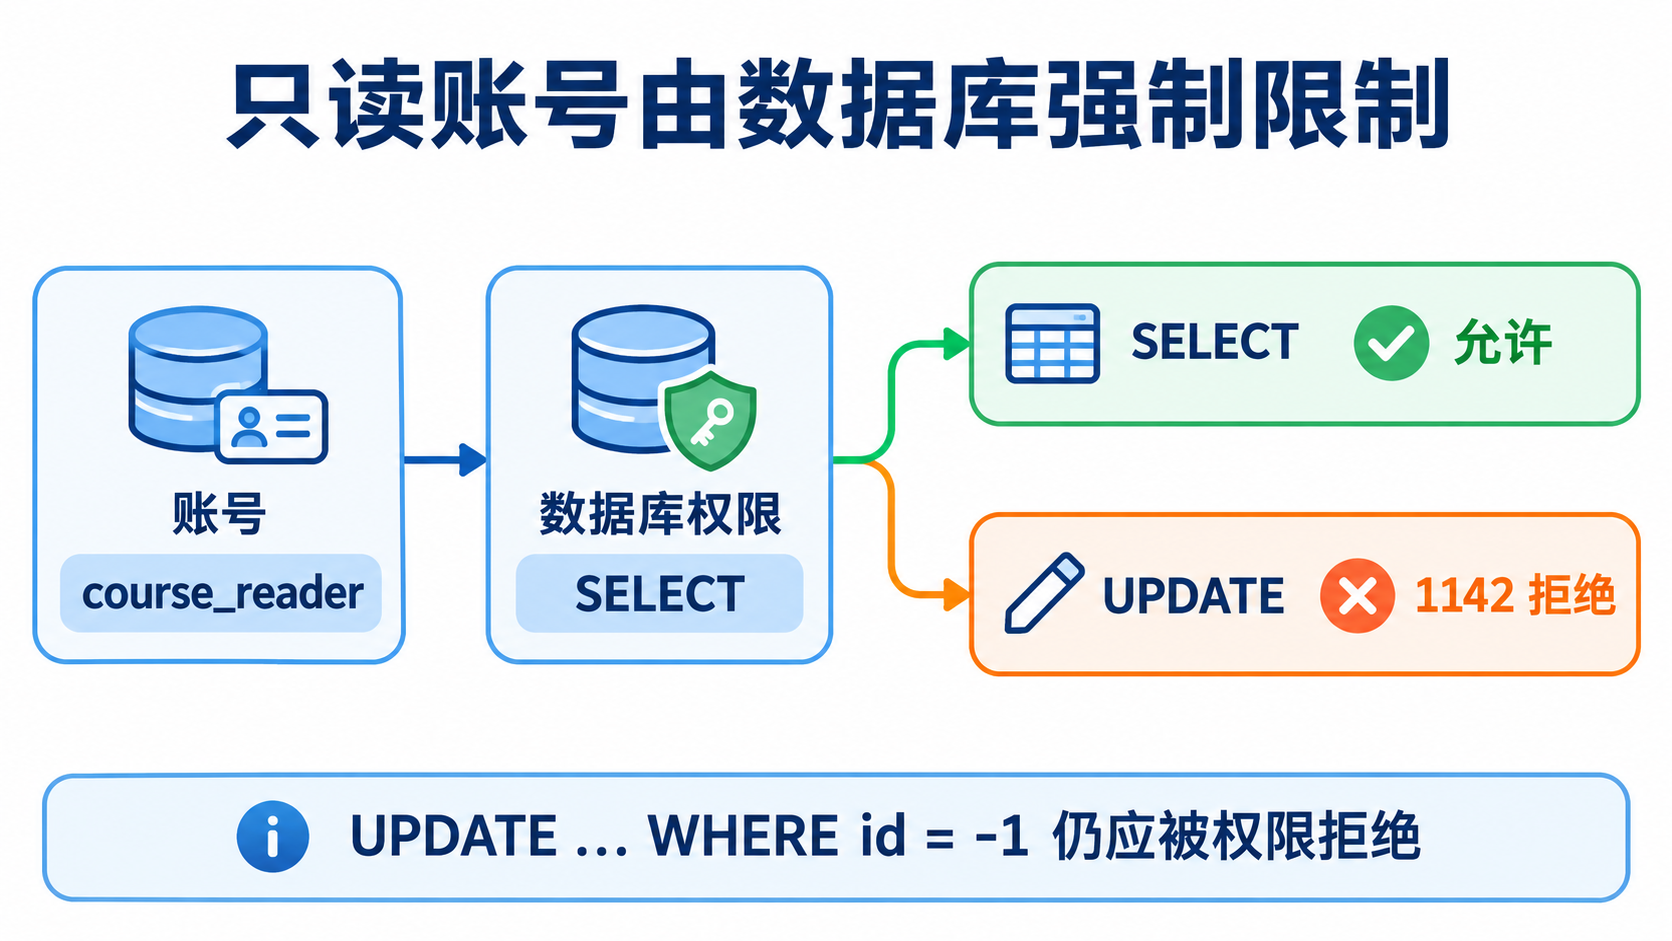 只读账号由数据库强制限制
账号
course_reader
数据库权限
SELECT
SELECT 允许
UPDATE 1142 拒绝
UPDATE ... WHERE id = -1 仍应被权限拒绝